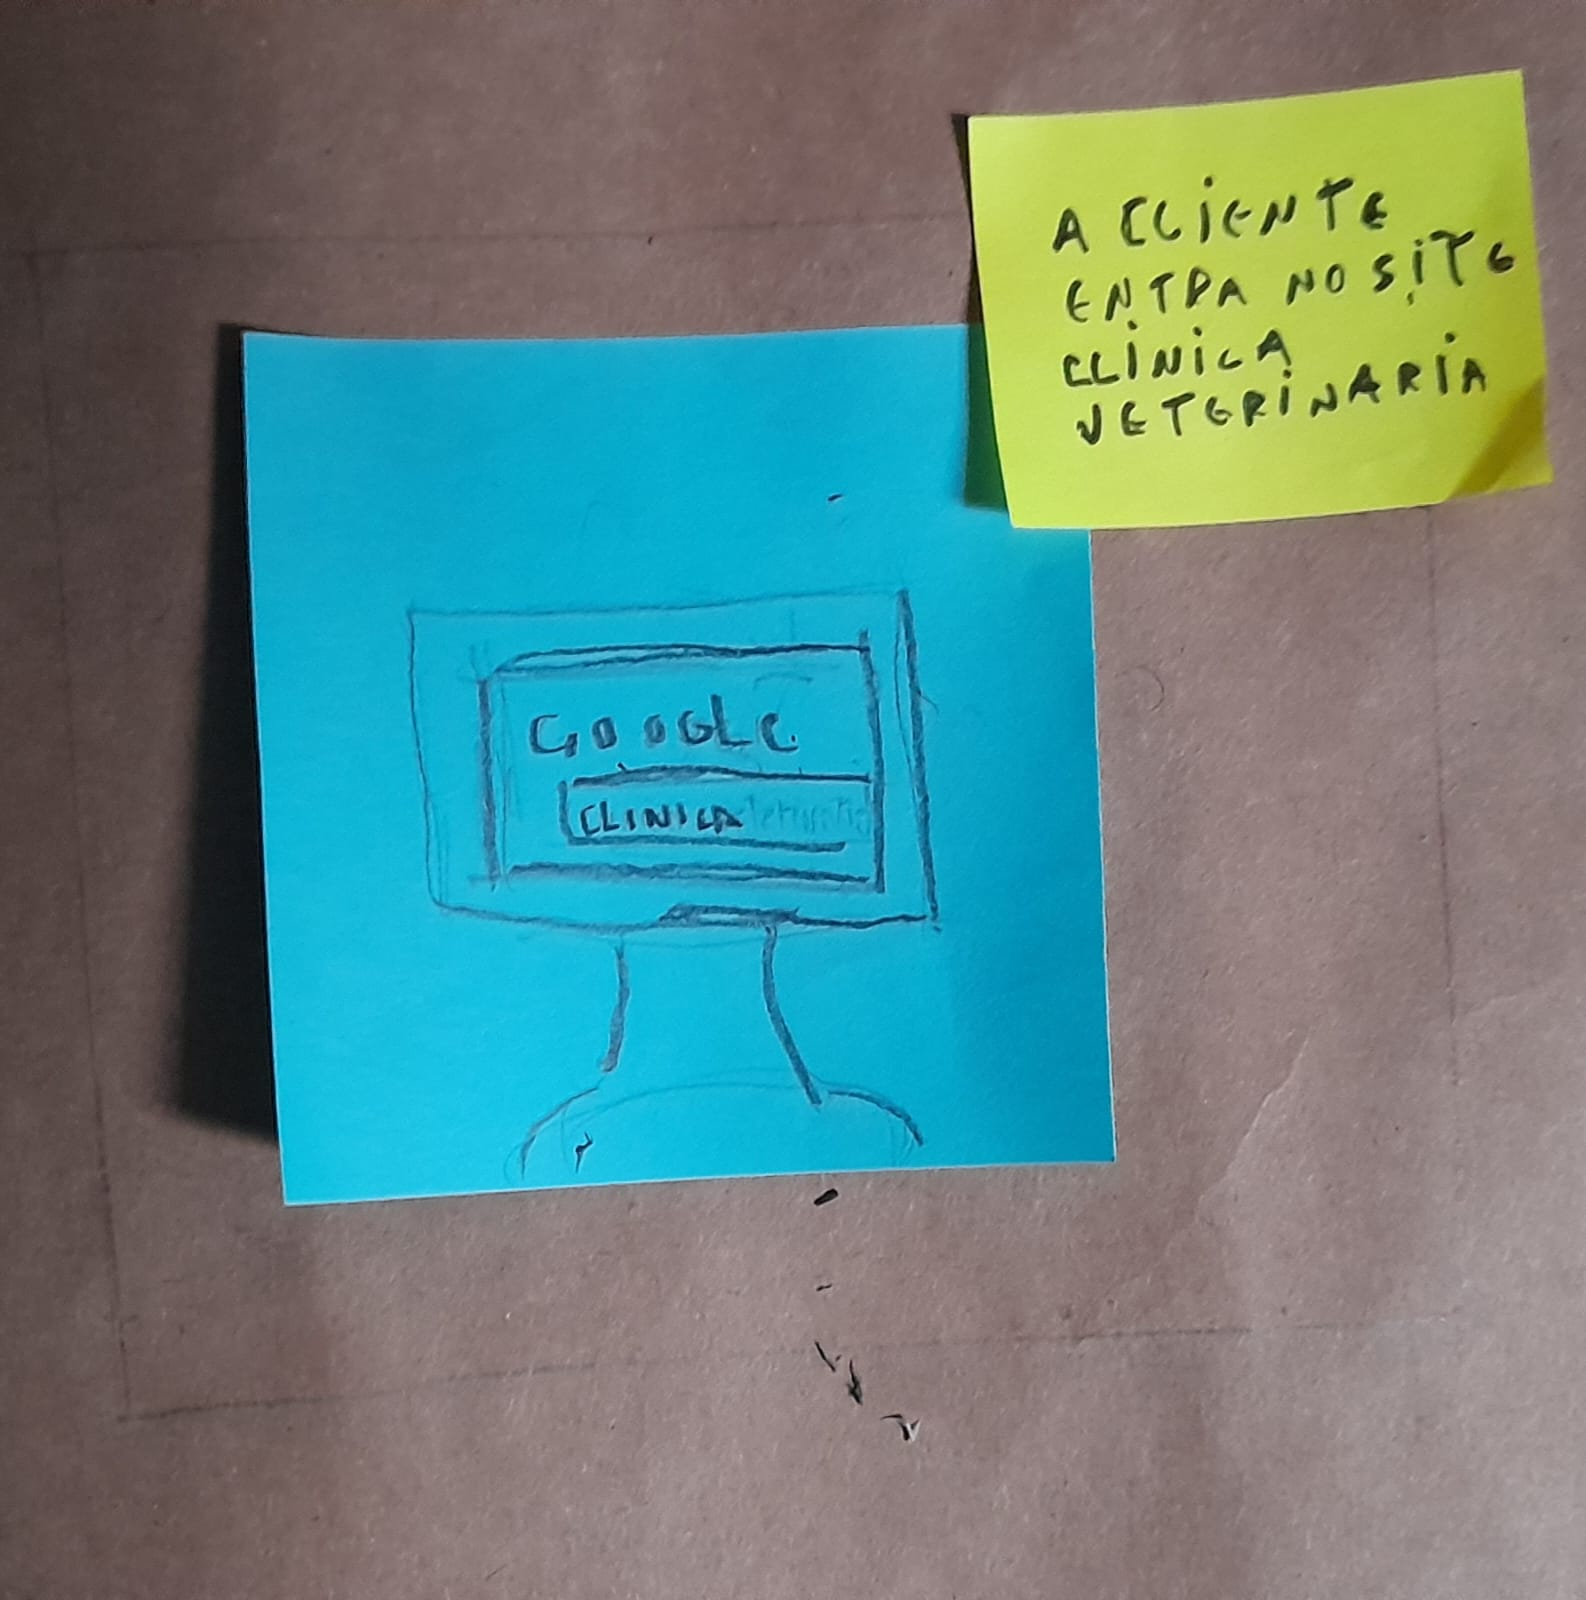 A CLIENTE
ENTRA NO SITE
CLINICA
VETERINARIA
GOOGLE
CLINICA